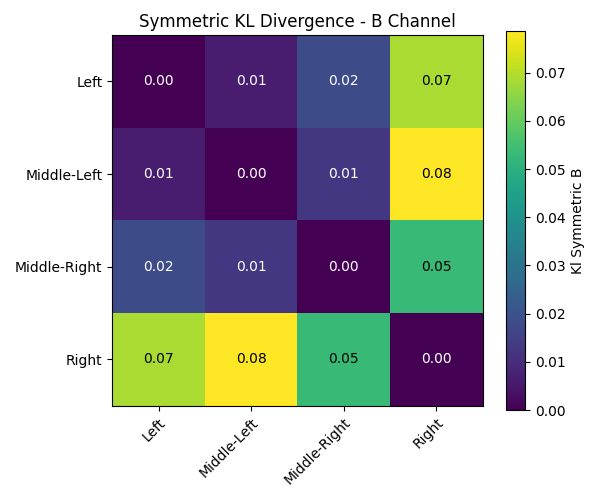 Symmetric KL Divergence - B Channel
Left 0.00 0.01 0.02 0.07
Middle-Left 0.01 0.00 0.01 0.08
Middle-Right 0.02 0.01 0.00 0.05
Right 0.07 0.08 0.05 0.00
Left Middle-Left Middle-Right Right
0.07
0.06
0.05
0.04
0.03
0.02
0.01
0.00
Kl Symmetric B